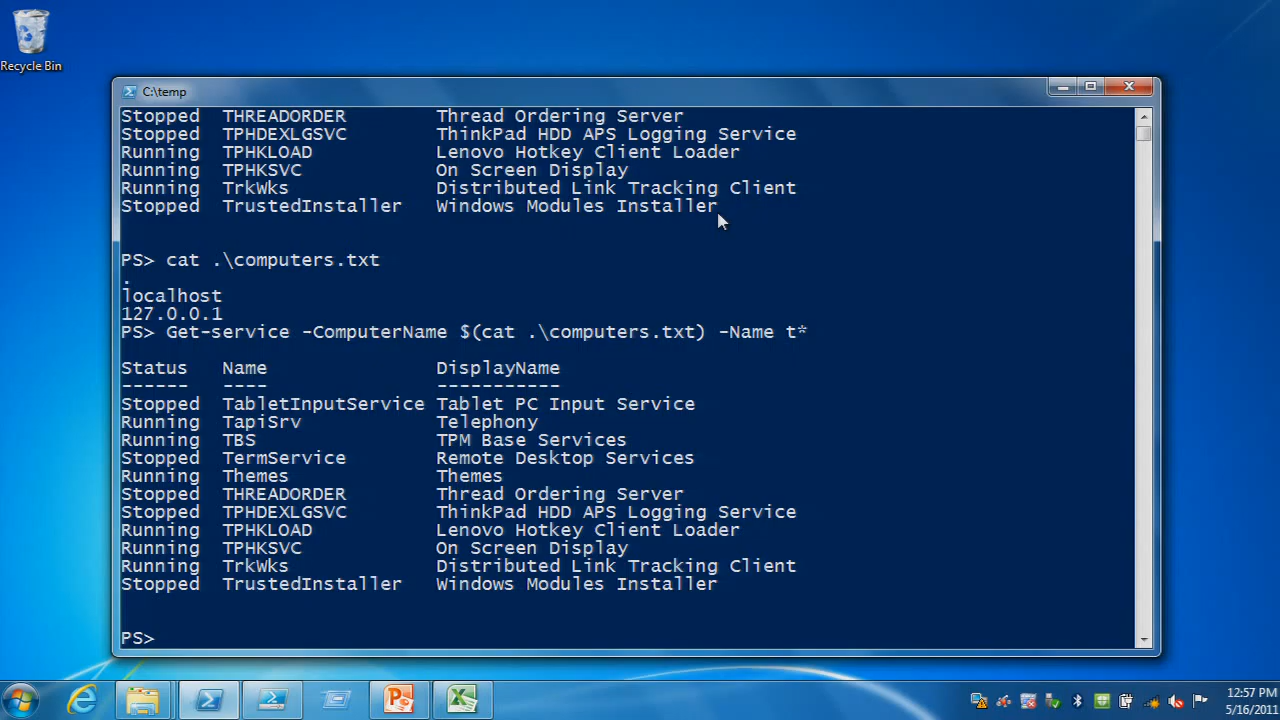 Recycle Bin
C:\temp
Stopped THREADORDER Thread Ordering Server
Stopped TPHDEXLGSVC ThinkPad HDD APS Logging Service
Running TPHKLOAD Lenovo Hotkey Client Loader
Running TPHKSVC On Screen Display
Running TrkWks Distributed Link Tracking Client
Stopped TrustedInstaller Windows Modules Installer
PS> cat .\computers.txt
.
localhost
127.0.0.1
PS> Get-service -ComputerName $(cat .\computers.txt) -Name t*
Status Name DisplayName
------ ---- -----------
Stopped TabletInputService Tablet PC Input Service
Running TapiSrv Telephony
Running TBS TPM Base Services
Stopped TermService Remote Desktop Services
Running Themes Themes
Stopped THREADORDER Thread Ordering Server
Stopped TPHDEXLGSVC ThinkPad HDD APS Logging Service
Running TPHKLOAD Lenovo Hotkey Client Loader
Running TPHKSVC On Screen Display
Running TrkWks Distributed Link Tracking Client
Stopped TrustedInstaller Windows Modules Installer
PS>
12:57 PM
5/16/2011